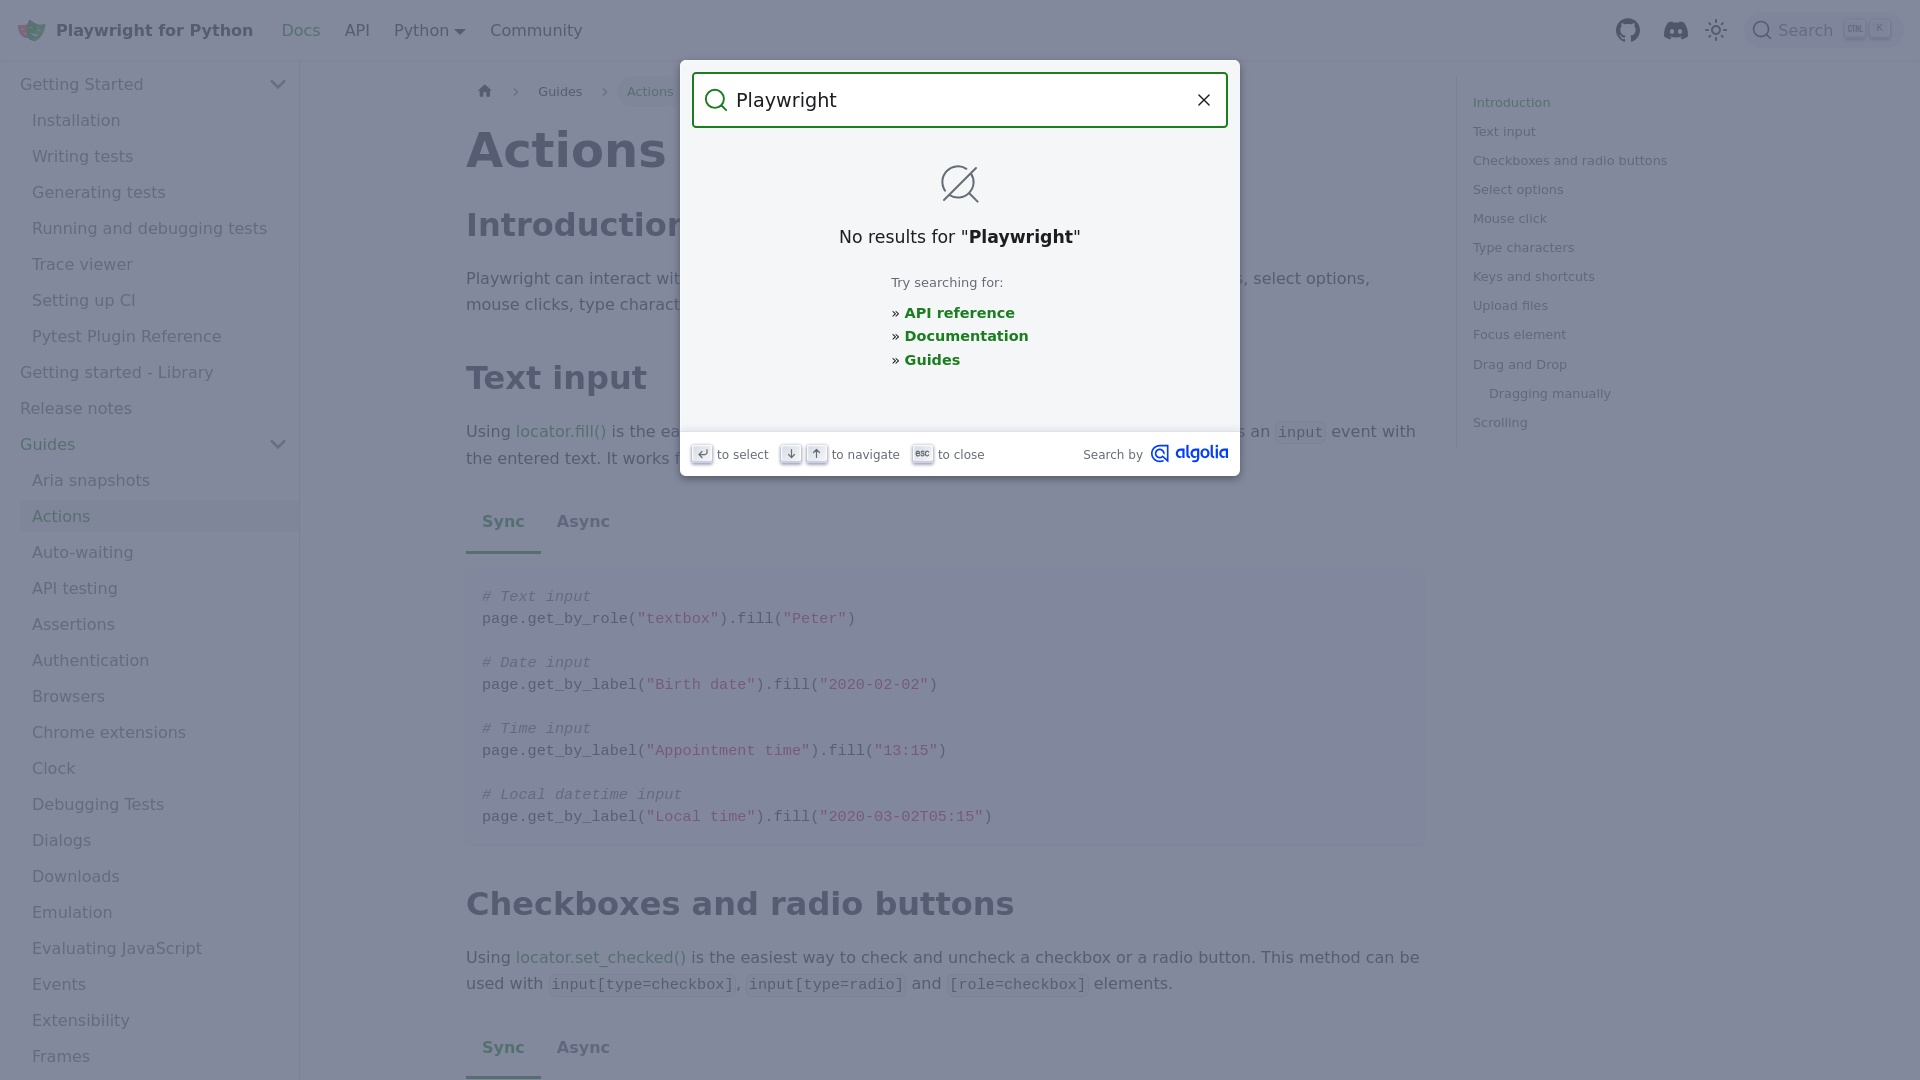 Playwright for Python
Docs
API
Python
Community
Search
CTRL K
Getting Started
Installation
Writing tests
Generating tests
Running and debugging tests
Trace viewer
Setting up CI
Pytest Plugin Reference
Getting started - Library
Release notes
Guides
Aria snapshots
Actions
Auto-waiting
API testing
Assertions
Authentication
Browsers
Chrome extensions
Clock
Debugging Tests
Dialogs
Downloads
Emulation
Evaluating JavaScript
Events
Extensibility
Frames
Guides
Actions
Actions
Introduction
Playwright can interact
, select options,
mouse clicks, type
Text input
Using locator.fill() is the
an input event with
the entered text. It works
Sync
Async
# Text input
page.get_by_role("textbox").fill("Peter")
# Date input
page.get_by_label("Birth date").fill("2020-02-02")
# Time input
page.get_by_label("Appointment time").fill("13:15")
# Local datetime input
page.get_by_label("Local time").fill("2020-03-02T05:15")
Checkboxes and radio buttons
Using locator.set_checked() is the easiest way to check and uncheck a checkbox or a radio button. This method can be
used with input[type=checkbox], input[type=radio] and [role=checkbox] elements.
Sync
Async
Playwright
No results for "Playwright"
Try searching for:
» API reference
» Documentation
» Guides
to select
to navigate
esc to close
Search by algolia
Introduction
Text input
Checkboxes and radio buttons
Select options
Mouse click
Type characters
Keys and shortcuts
Upload files
Focus element
Drag and Drop
Dragging manually
Scrolling